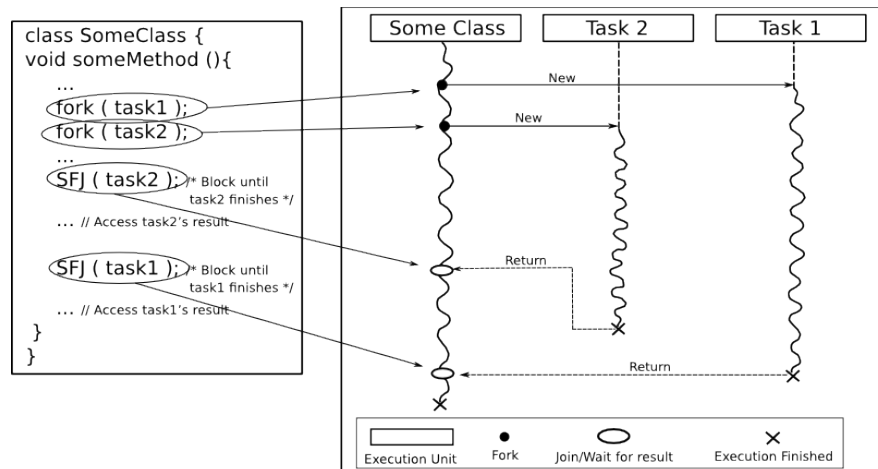 class SomeClass {
void someMethod (){
...
fork ( task1 );
fork ( task2 );
...
SFJ ( task2 ); /* Block until
task2 finishes */
... // Access task2's result
SFJ ( task1 ); /* Block until
task1 finishes */
... // Access task1's result
}
}
Some Class
Task 2
Task 1
New
New
Return
Return
Execution Unit
Fork
Join/Wait for result
Execution Finished